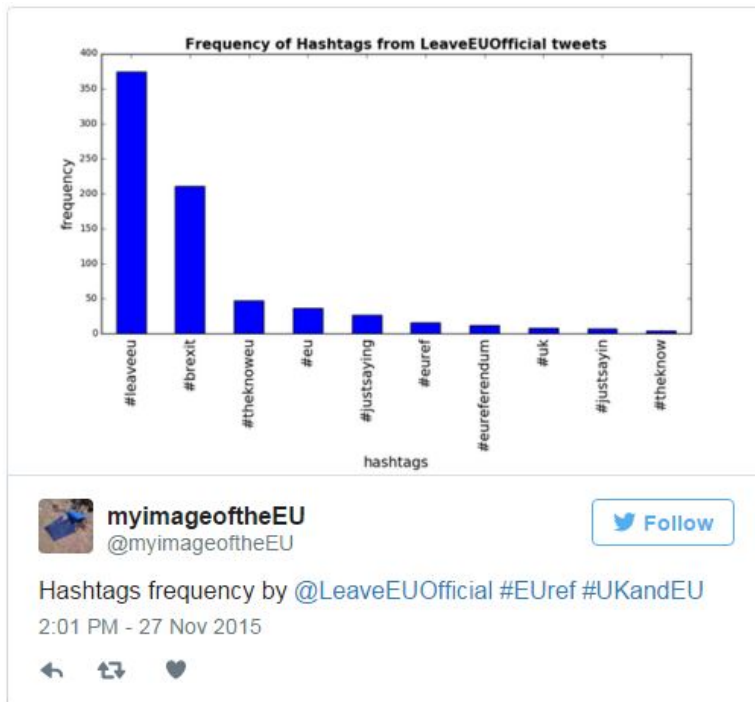 Frequency of Hashtags from LeaveEUOfficial tweets
400
350
300
250
200
150
100
50
0
frequency
#leaveeu
#brexit
#theknoweu
#eu
#justsaying
#euref
#eureferendum
#uk
#justsayin
#theknow
hashtags
myimageoftheEU
@myimageoftheEU
Follow
Hashtags frequency by @LeaveEUOfficial #EUref #UKandEU
2:01 PM - 27 Nov 2015